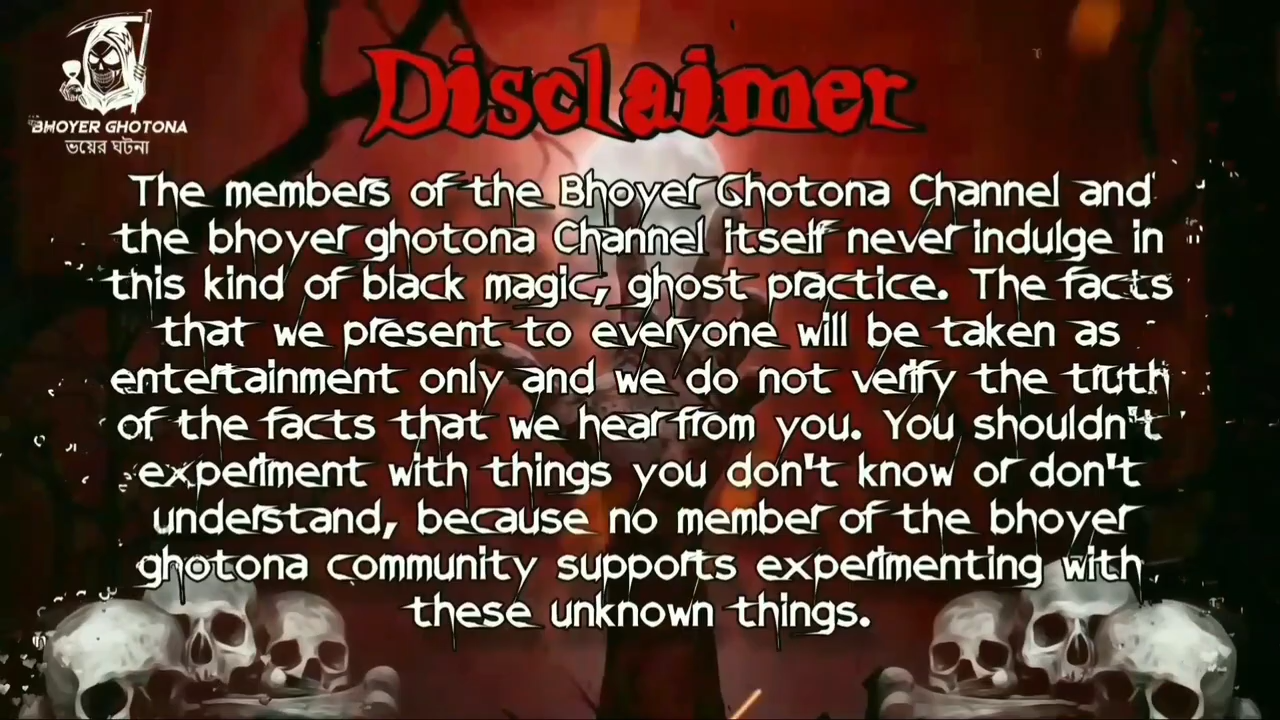 BHOYER GHOTONA
ভয়ের ঘটনা
Disclaimer
The members of the Bhoyer Ghotona Channel and
the bhoyer ghotona Channel itself never indulge in
this kind of black magic, ghost practice. The facts
that we present to everyone will be taken as
entertainment only and we do not verify the truth
of the facts that we hear from you. You shouldn't
experiment with things you don't know or don't
understand, because no member of the bhoyer
ghotona community supports experimenting with
these unknown things.